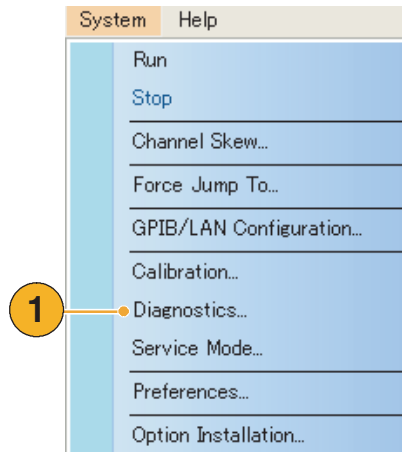 System Help
Run
Stop
Channel Skew...
Force Jump To...
GPIB/LAN Configuration...
Calibration...
1 Diagnostics...
Service Mode...
Preferences...
Option Installation...